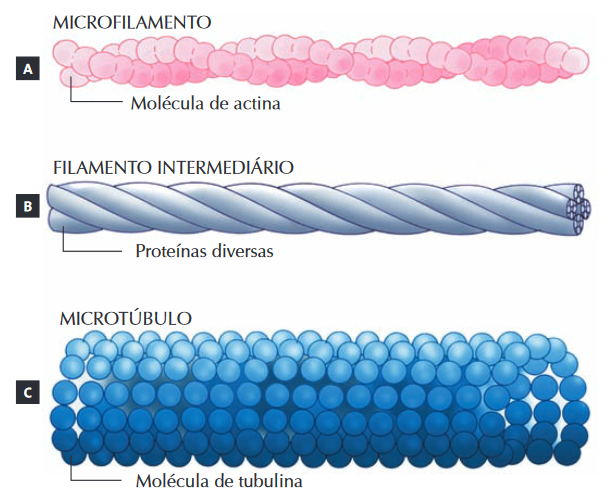 MICROFILAMENTO
A
Molécula de actina
FILAMENTO INTERMEDIÁRIO
B
Proteínas diversas
MICROTÚBULO
C
Molécula de tubulina